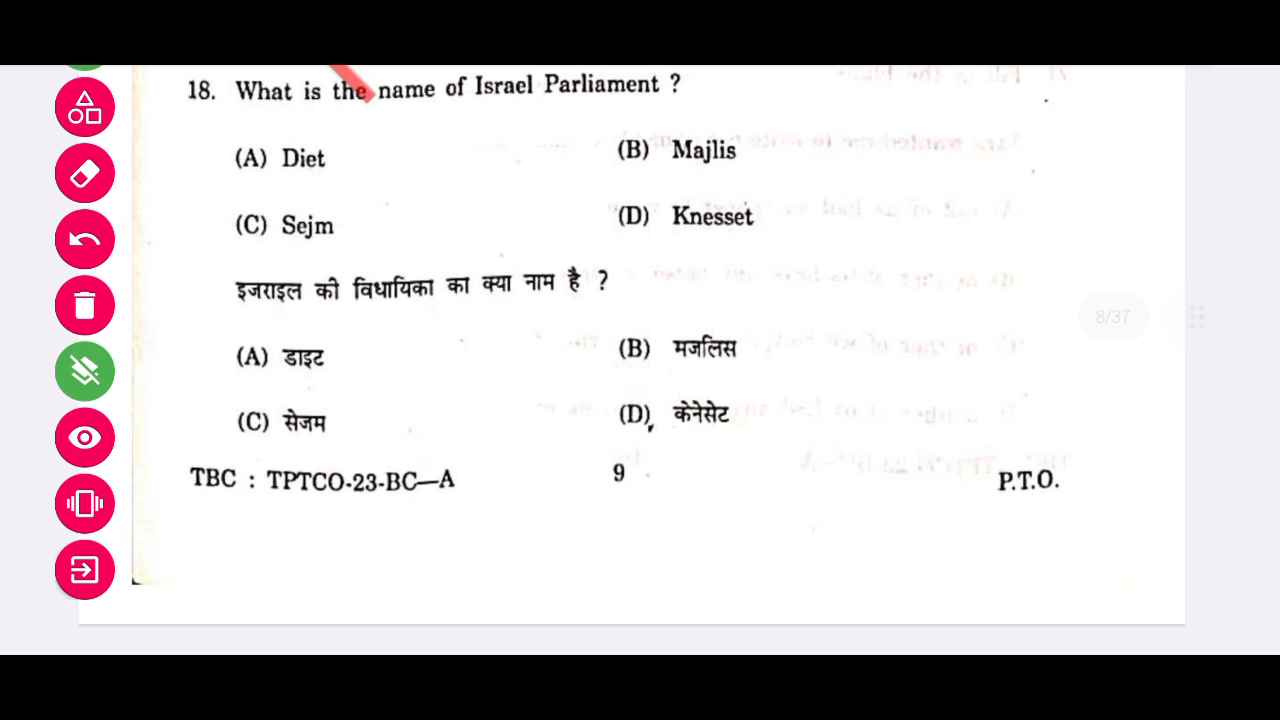 18. What is the name of Israel Parliament ?
(A) Diet (B) Majlis
(C) Sejm (D) Knesset
इजराइल की विधायिका का क्या नाम है ?
(A) डाइट (B) मजलिस
(C) सेजम (D) केनेसेट
TBC : TPTCO-23-BC—A 9 P.T.O.
8/37